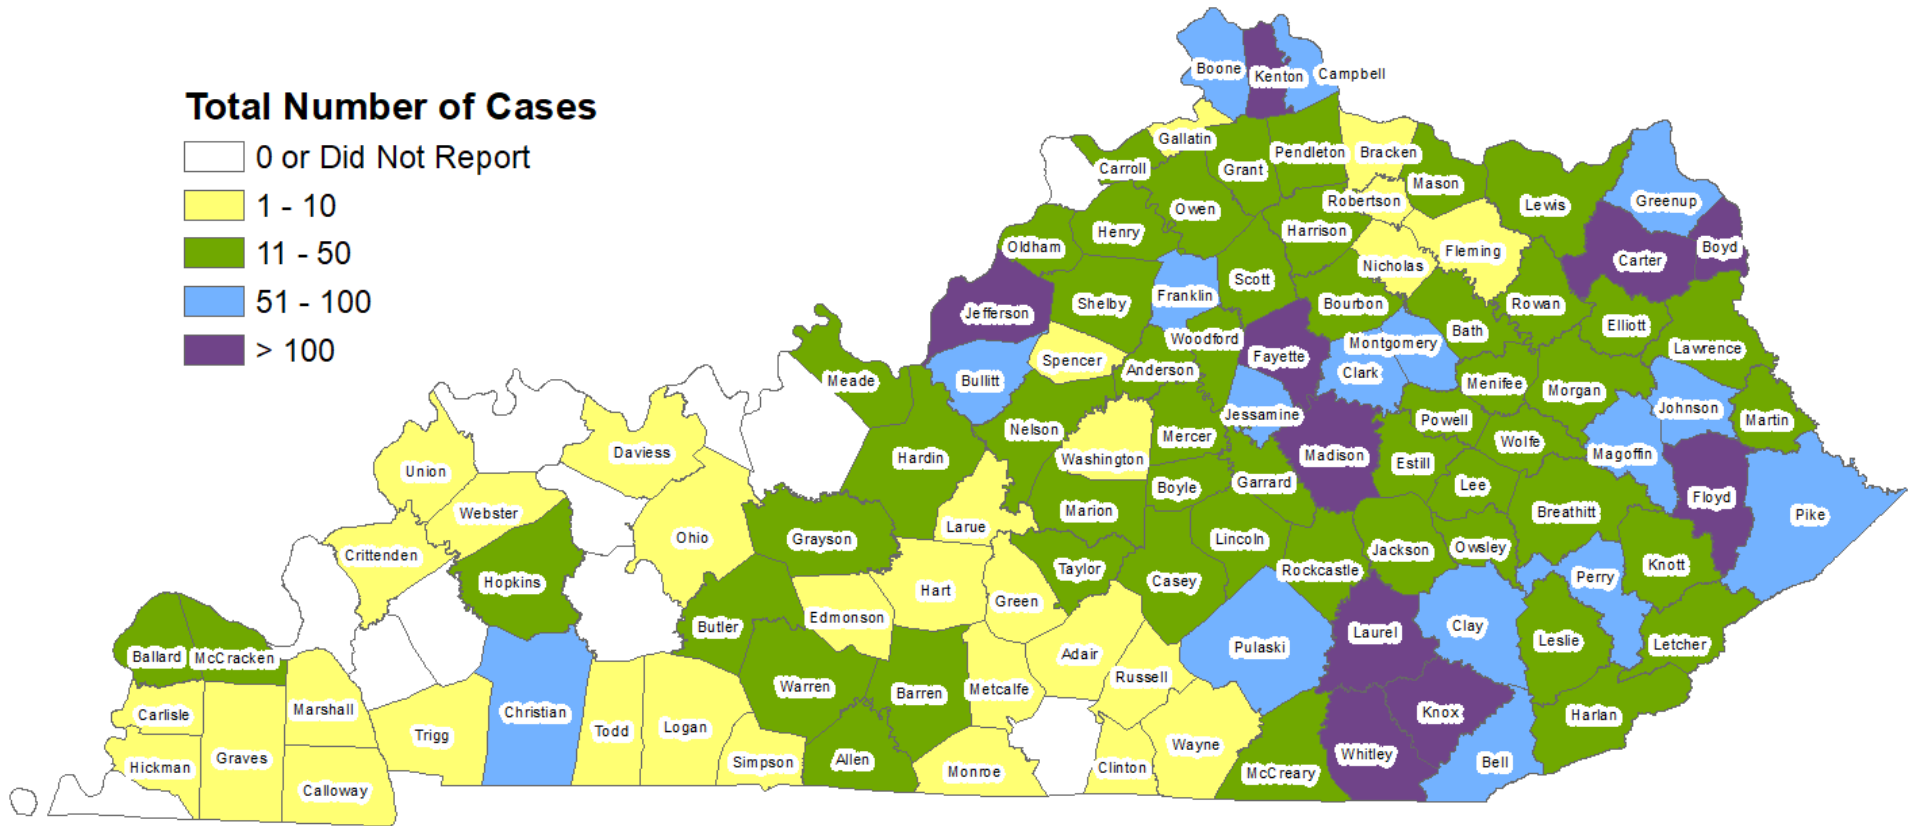 Total Number of Cases
0 or Did Not Report
1 - 10
11 - 50
51 - 100
> 100
Boone
Kenton
Campbell
Gallatin
Carroll
Grant
Pendleton
Bracken
Mason
Robertson
Lewis
Greenup
Owen
Henry
Oldham
Harrison
Nicholas
Fleming
Carter
Boyd
Jefferson
Shelby
Franklin
Scott
Bourbon
Bath
Rowan
Elliott
Lawrence
Spencer
Woodford
Fayette
Montgomery
Clark
Bullitt
Anderson
Meade
Menifee
Morgan
Johnson
Martin
Jessamine
Powell
Nelson
Mercer
Wolfe
Magoffin
Washington
Madison
Estill
Daviess
Hardin
Union
Boyle
Garrard
Lee
Floyd
Pike
Webster
Marion
Breathitt
Larue
Ohio
Grayson
Lincoln
Jackson
Owsley
Crittenden
Hopkins
Taylor
Casey
Rockcastle
Perry
Knott
Hart
Green
Edmonson
Butler
Laurel
Clay
Leslie
Letcher
Ballard
McCracken
Adair
Pulaski
Russell
Warren
Barren
Metcalfe
Carlisle
Marshall
Christian
Knox
Harlan
Trigg
Todd
Logan
Wayne
Hickman
Graves
Simpson
Allen
Monroe
Clinton
McCreary
Whitley
Bell
Calloway